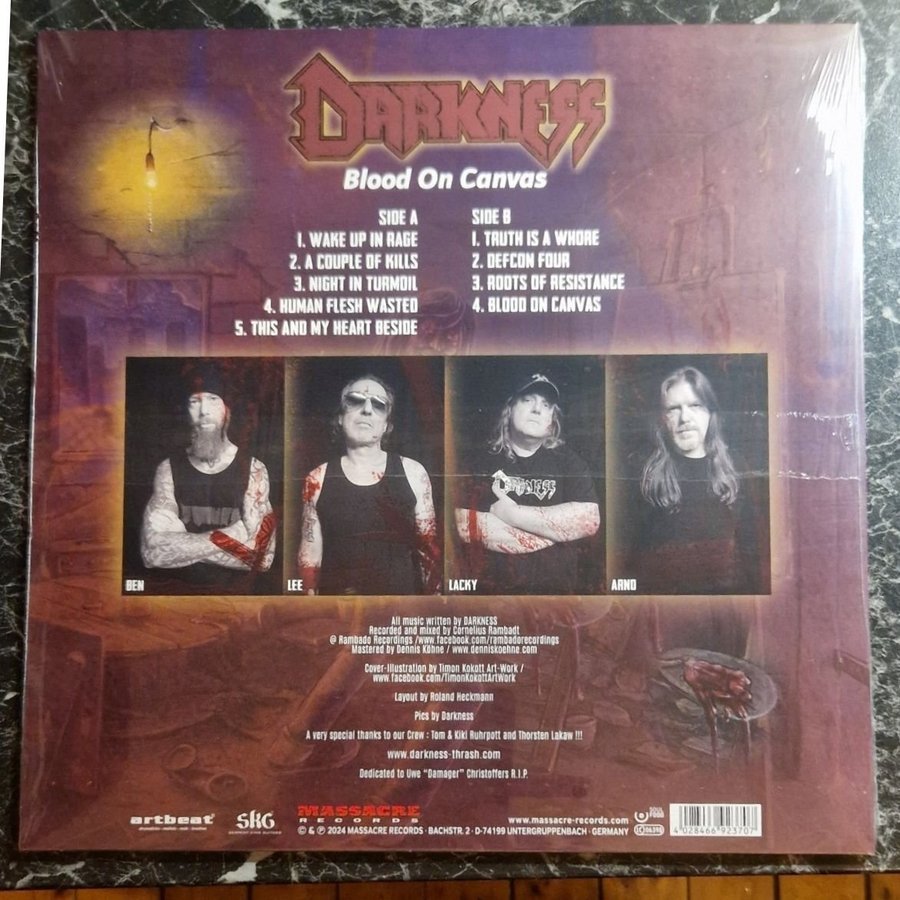 DARKNESS
Blood On Canvas
SIDE A
1. WAKE UP IN RAGE
2. A COUPLE OF KILLS
3. NIGHT IN TURMOIL
4. HUMAN FLESH WASTED
5. THIS AND MY HEART BESIDE
SIDE B
1. TRUTH IS A WHORE
2. DEFCON FOUR
3. ROOTS OF RESISTANCE
4. BLOOD ON CANVAS
DARKNESS
BEN
LEE
LACKY
ARND
All music written by DARKNESS
Recorded and mixed by Cornelius Rambadt
@ Rambado Recordings /www.facebook.com/rambadorecordings
Mastered by Dennis Köhne / www.denniskoehne.com
Cover-Illustration by Timon Kokott Art-Work /
www.facebook.com/TimonKokottArtWork
Layout by Roland Heckmann
Pics by Darkness
A very special thanks to our Crew : Tom & Kiki Ruhrpott and Thorsten Lakaw !!!
www.darkness-thrash.com
Dedicated to Uwe "Damager" Christoffers R.I.P.
artbeat
SKG
MASSACRE
RECORDS
www.massacre-records.com
© & ℗ 2024 MASSACRE RECORDS · BACHSTR. 2 · D-74199 UNTERGRUPPENBACH · GERMANY
SOUL
FOOD
LC 06398
4 028466 923707